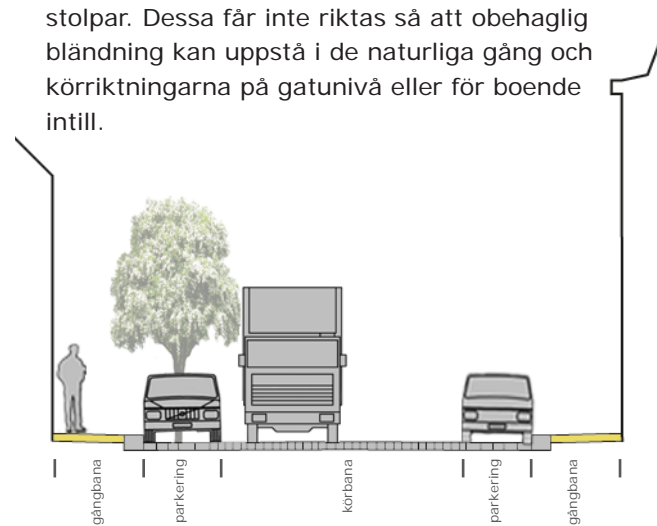 stolpar. Dessa får inte riktas så att obehaglig
bländning kan uppstå i de naturliga gång och
körriktningarna på gatunivå eller för boende
intill.
gångbana
parkering
körbana
parkering
gångbana